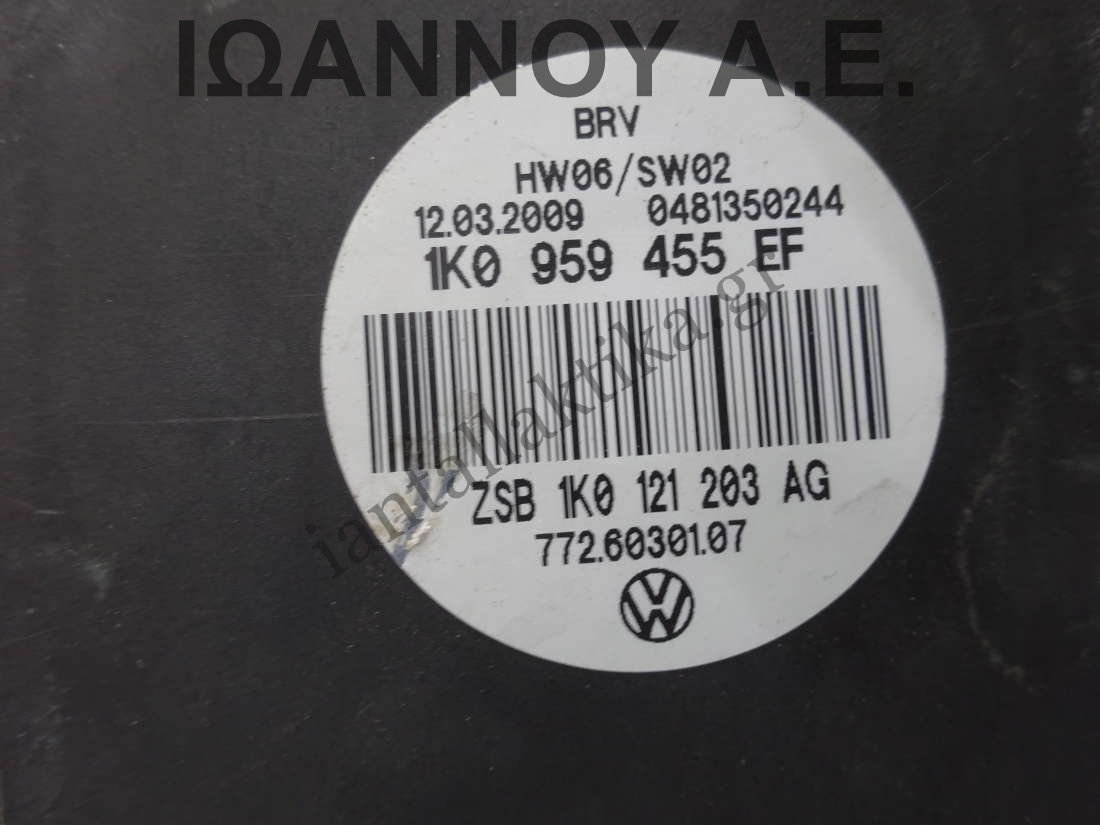 ΙΩΑΝΝΟΥ Α.Ε.
BRV
HW06/SW02
12.03.2009 0481350244
1K0 959 455 EF
ZSB 1K0 121 203 AG
772.60301.07
VW
iantallaktika.gr